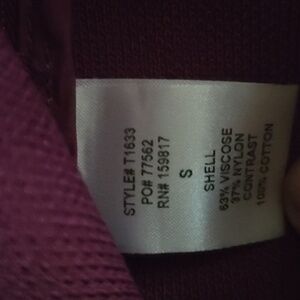 STYLE# T1633
PO# 77562
RN# 159817
S
SHELL
63% VISCOSE
37% NYLON
CONTRAST
100% COTTON